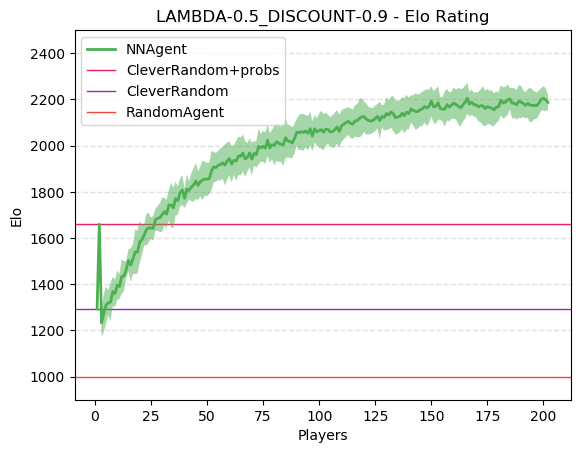 LAMBDA-0.5_DISCOUNT-0.9 - Elo Rating
NNAgent
CleverRandom+probs
CleverRandom
RandomAgent
2400
2200
2000
1800
1600
1400
1200
1000
Elo
0 25 50 75 100 125 150 175 200
Players